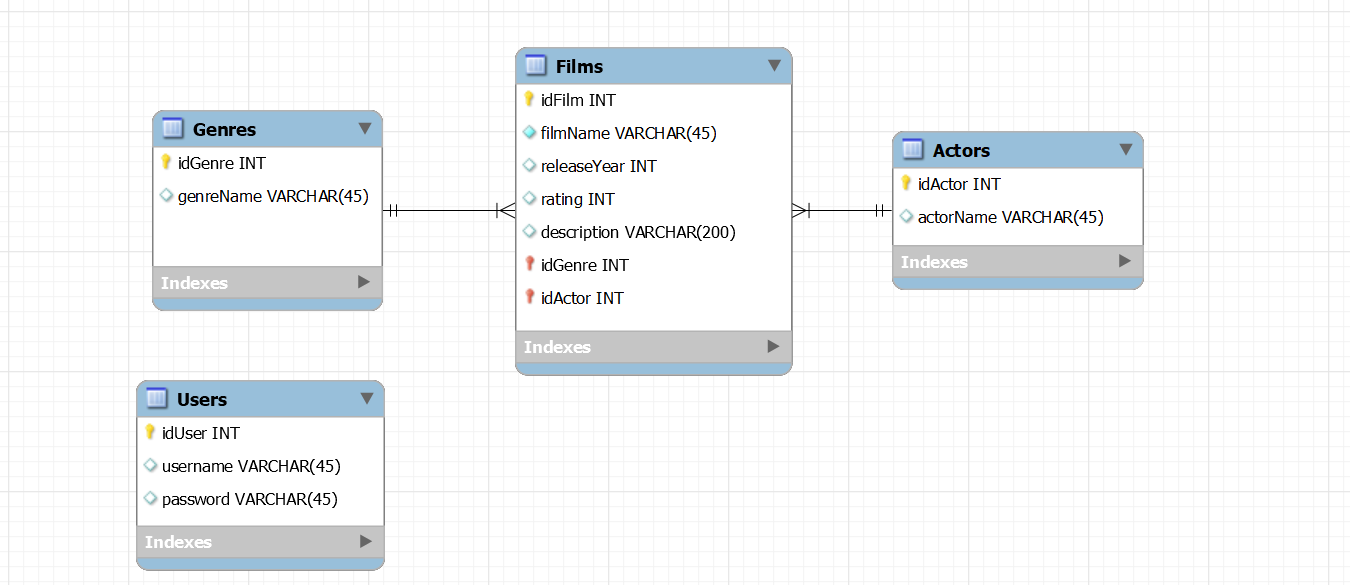 Genres
idGenre INT
genreName VARCHAR(45)
Indexes
Films
idFilm INT
filmName VARCHAR(45)
releaseYear INT
rating INT
description VARCHAR(200)
idGenre INT
idActor INT
Indexes
Actors
idActor INT
actorName VARCHAR(45)
Indexes
Users
idUser INT
username VARCHAR(45)
password VARCHAR(45)
Indexes